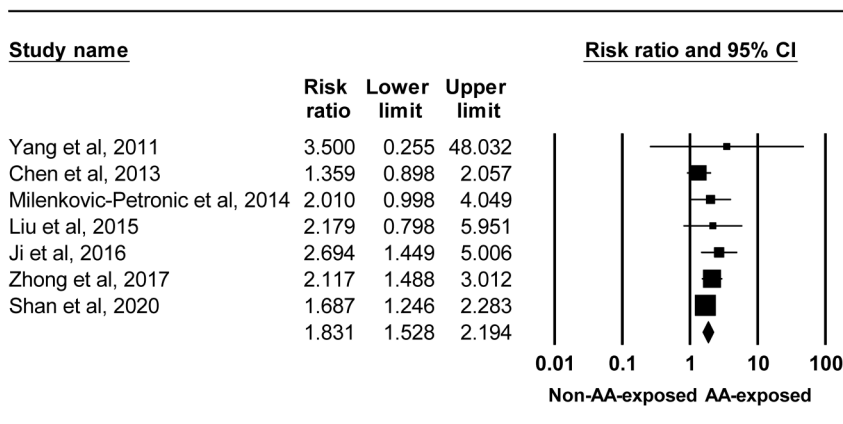 Study name Risk ratio and 95% CI
Risk Lower Upper
ratio limit limit
Yang et al, 2011 3.500 0.255 48.032
Chen et al, 2013 1.359 0.898 2.057
Milenkovic-Petronic et al, 2014 2.010 0.998 4.049
Liu et al, 2015 2.179 0.798 5.951
Ji et al, 2016 2.694 1.449 5.006
Zhong et al, 2017 2.117 1.488 3.012
Shan et al, 2020 1.687 1.246 2.283
1.831 1.528 2.194
0.01 0.1 1 10 100
Non-AA-exposed AA-exposed